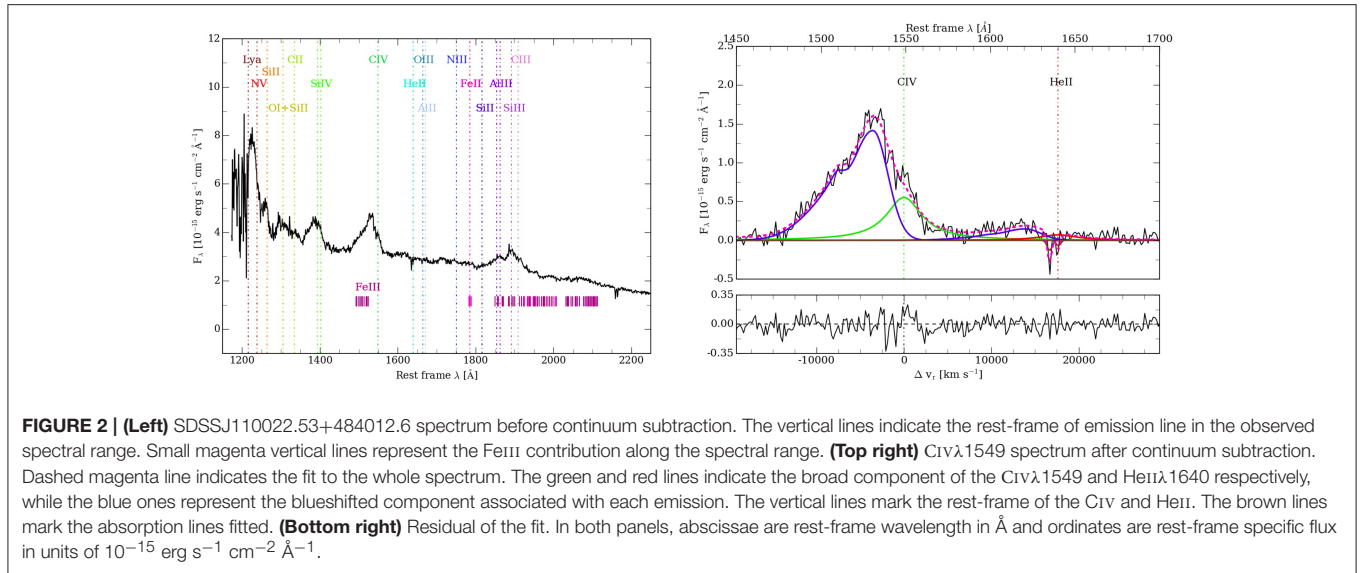 12
10
8
6
4
2
0
F_λ [10⁻¹⁵ erg s⁻¹ cm⁻² Å⁻¹]
Lya
CII
CIV
OIII
NIII
CIII
SiII
NV
SiIV
HeII
FeII
AlIII
OI+SiII
AlII
SiII
SiIII
FeIII
1200 1400 1600 1800 2000 2200
Rest frame λ [Å]
Rest frame λ [Å]
1450 1500 1550 1600 1650 1700
2.5
2.0
1.5
1.0
0.5
0.0
-0.5
F_λ [10⁻¹⁵ erg s⁻¹ cm⁻² Å⁻¹]
CIV
HeII
0.35
0.00
-0.35
-10000 0 10000 20000
Δ v_r [km s⁻¹]
FIGURE 2 | (Left) SDSSJ110022.53+484012.6 spectrum before continuum subtraction. The vertical lines indicate the rest-frame of emission line in the observed
spectral range. Small magenta vertical lines represent the FeIII contribution along the spectral range. (Top right) CIVλ1549 spectrum after continuum subtraction.
Dashed magenta line indicates the fit to the whole spectrum. The green and red lines indicate the broad component of the CIVλ1549 and HeIIλ1640 respectively,
while the blue ones represent the blueshifted component associated with each emission. The vertical lines mark the rest-frame of the CIV and HeII. The brown lines
mark the absorption lines fitted. (Bottom right) Residual of the fit. In both panels, abscissae are rest-frame wavelength in Å and ordinates are rest-frame specific flux
in units of 10⁻¹⁵ erg s⁻¹ cm⁻² Å⁻¹.